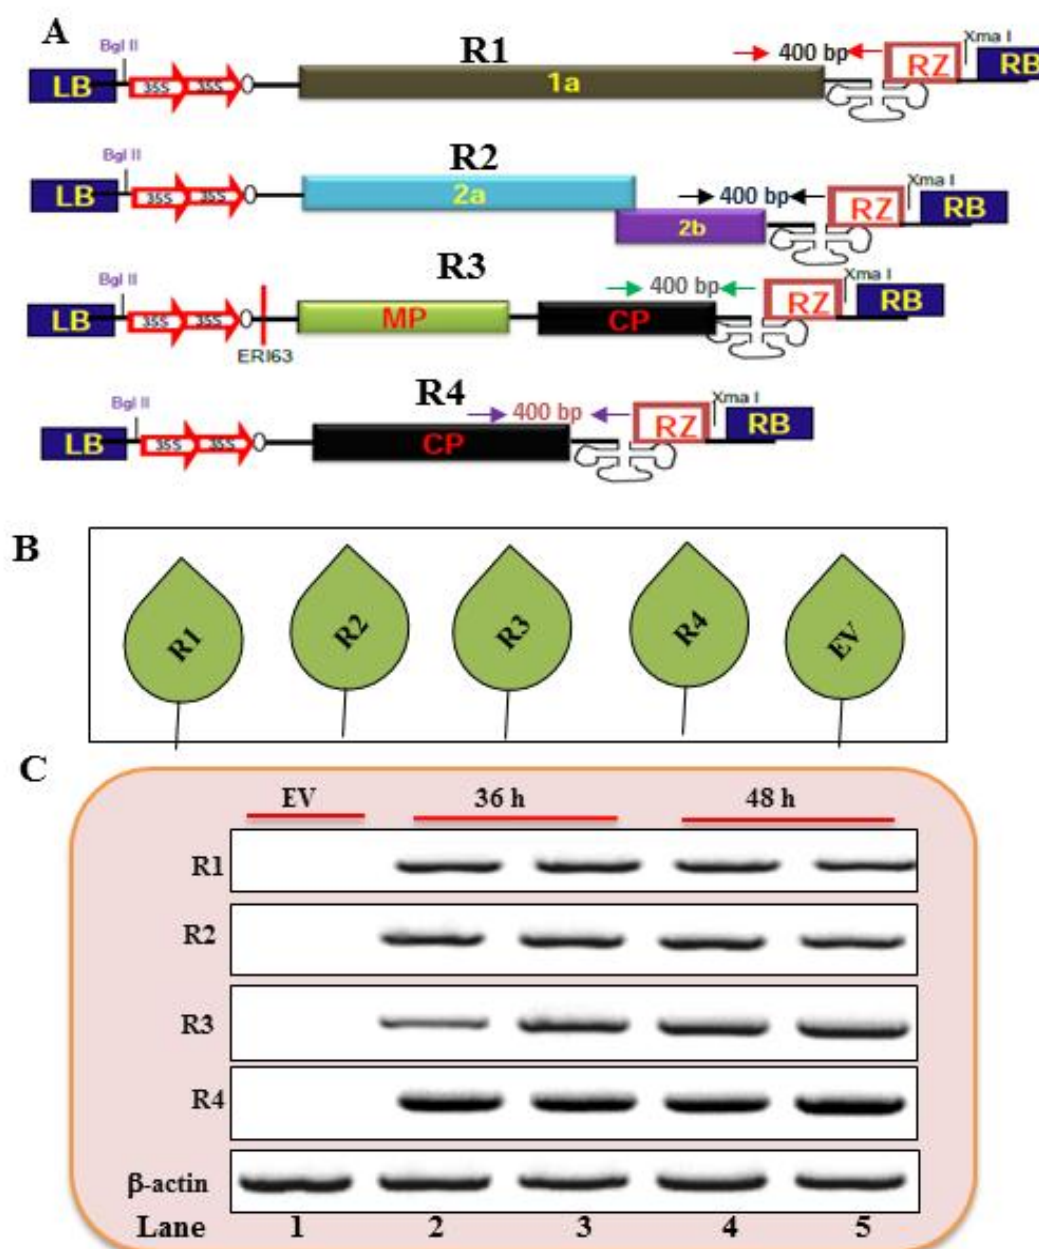 A
R1
Bgl II
LB
35S
35S
1a
400 bp
RZ
Xma I
RB
R2
Bgl II
LB
35S
35S
2a
2b
400 bp
RZ
Xma I
RB
R3
Bgl II
LB
35S
35S
ERI63
MP
CP
400 bp
RZ
Xma I
RB
R4
Bgl II
LB
35S
35S
CP
400 bp
RZ
Xma I
RB
B
R1
R2
R3
R4
EV
C
EV 36 h 48 h
R1
R2
R3
R4
β-actin
Lane 1 2 3 4 5